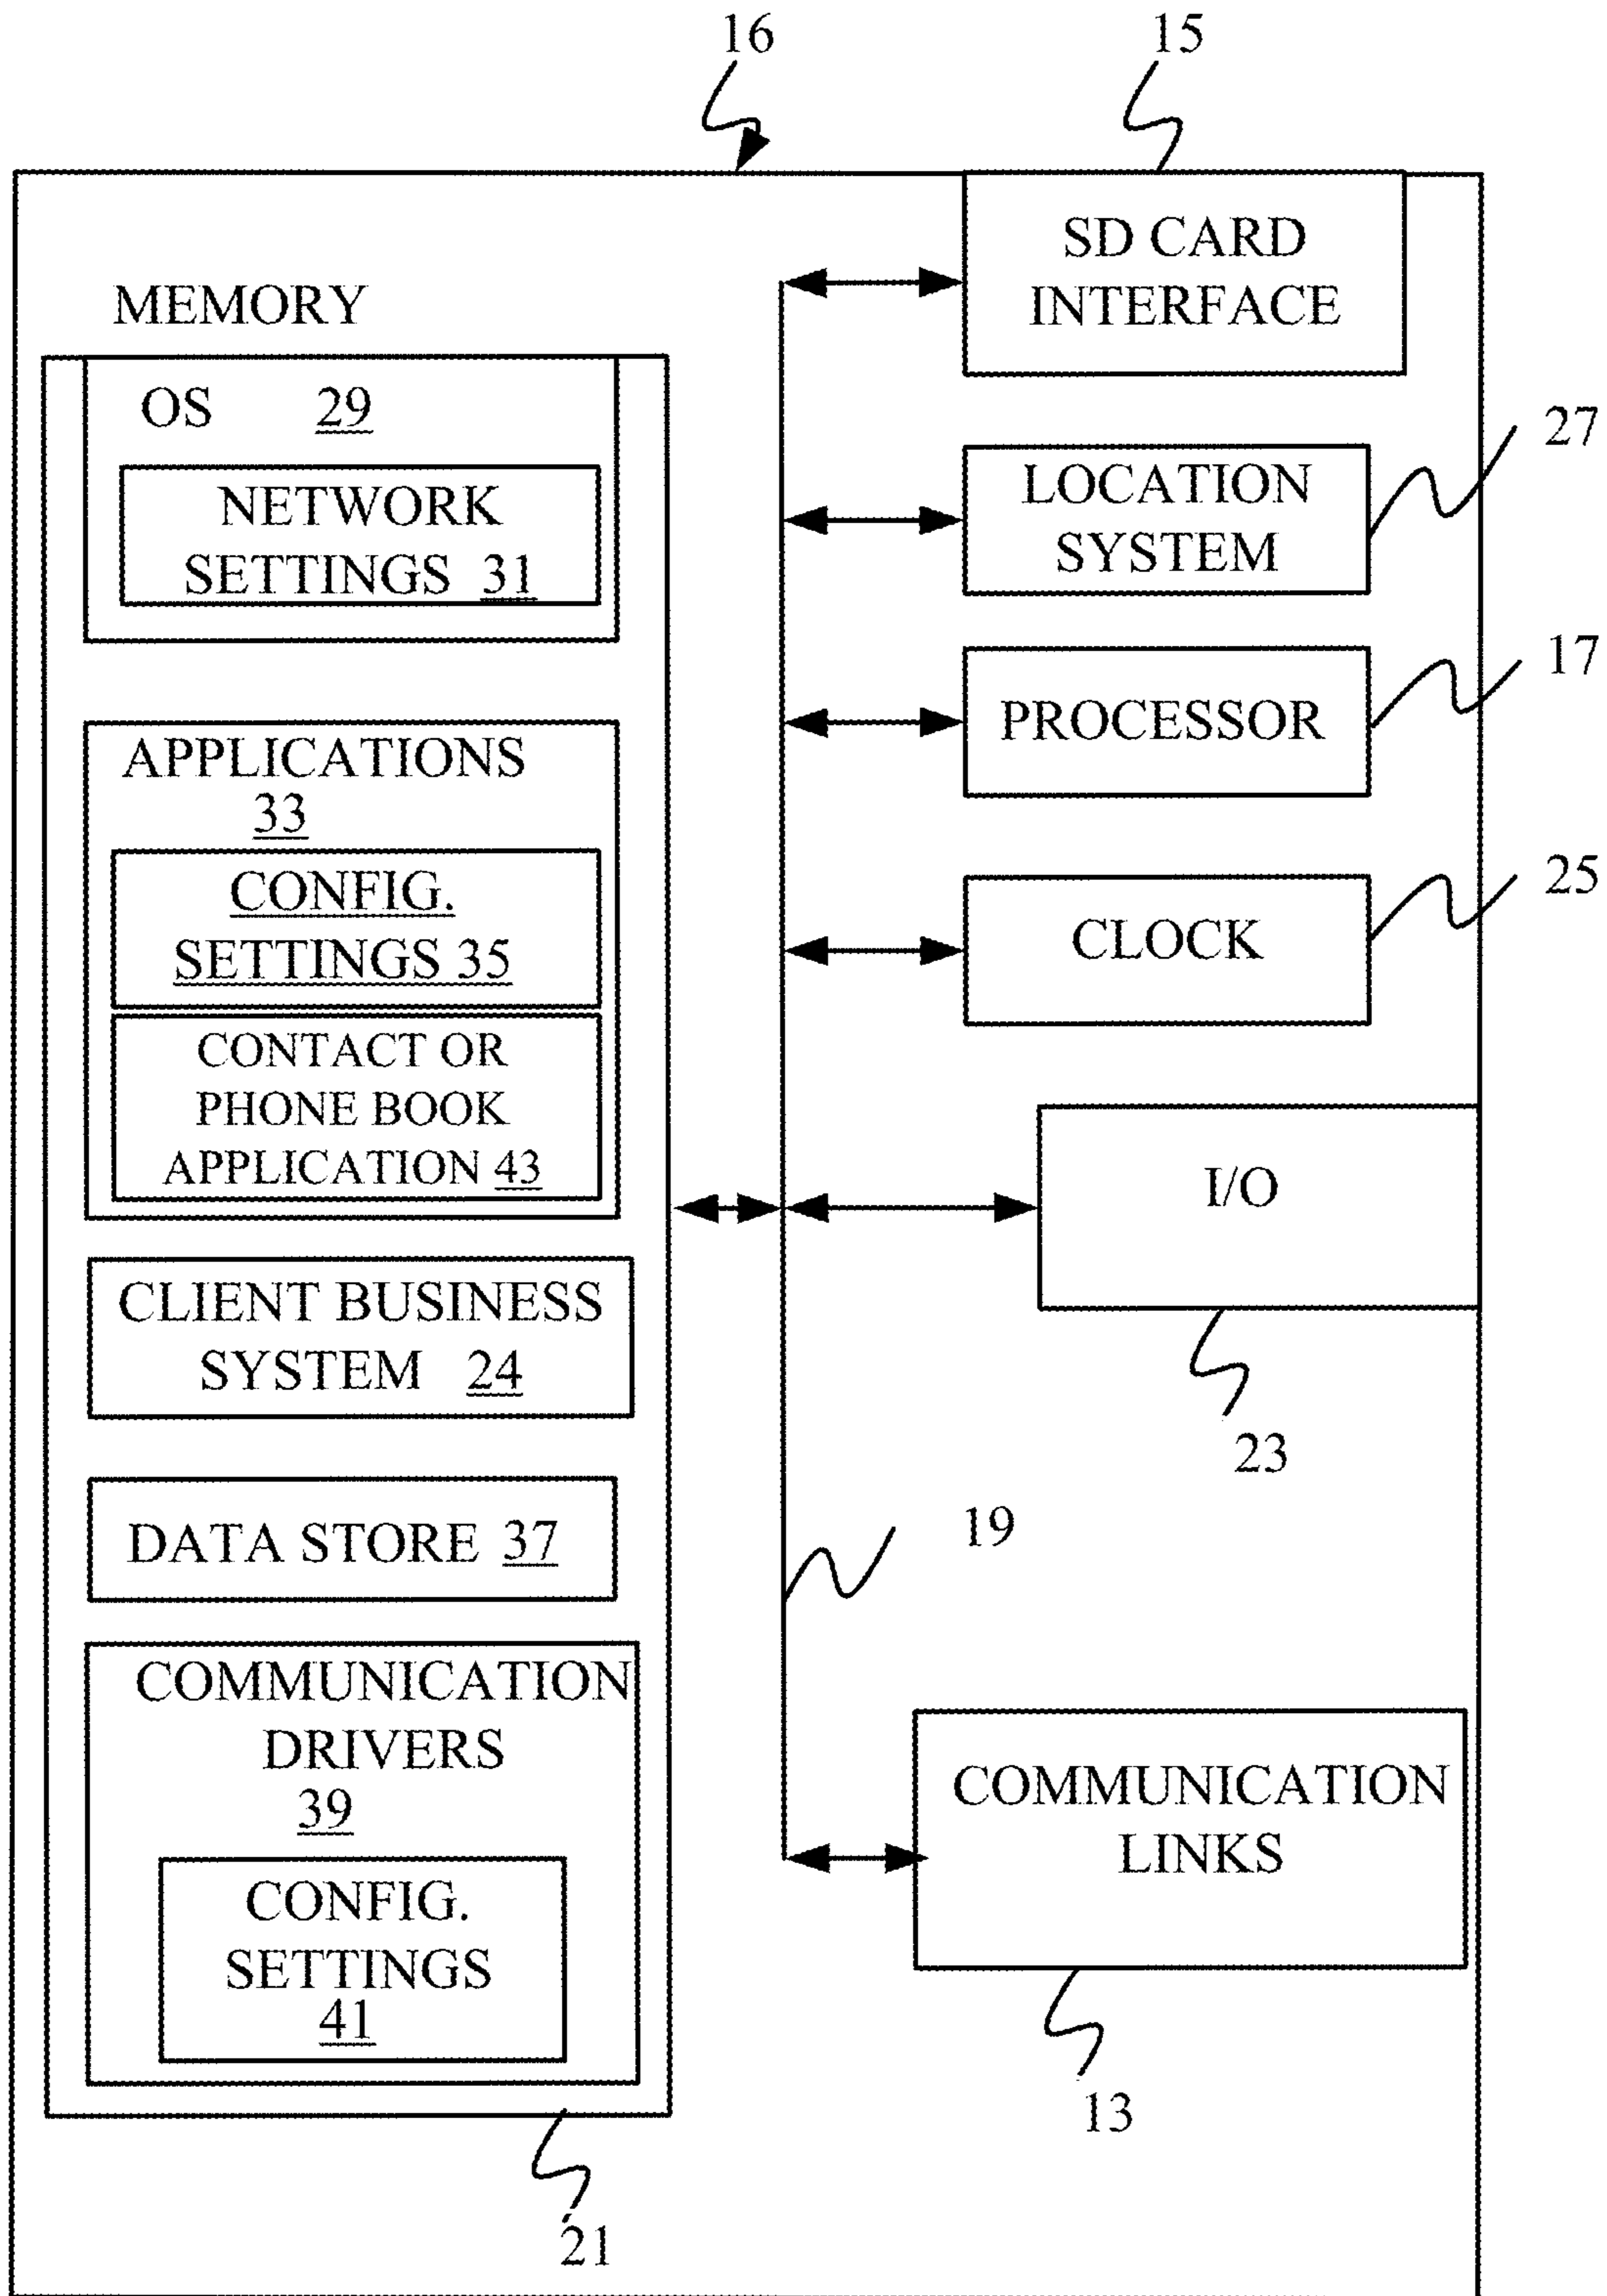 16
15
SD CARD
INTERFACE
MEMORY
OS 29
NETWORK
SETTINGS 31
27
LOCATION
SYSTEM
17
PROCESSOR
APPLICATIONS
33
CONFIG.
SETTINGS 35
25
CLOCK
CONTACT OR
PHONE BOOK
APPLICATION 43
I/O
CLIENT BUSINESS
SYSTEM 24
23
DATA STORE 37
19
COMMUNICATION
DRIVERS
39
CONFIG.
SETTINGS
41
COMMUNICATION
LINKS
13
21